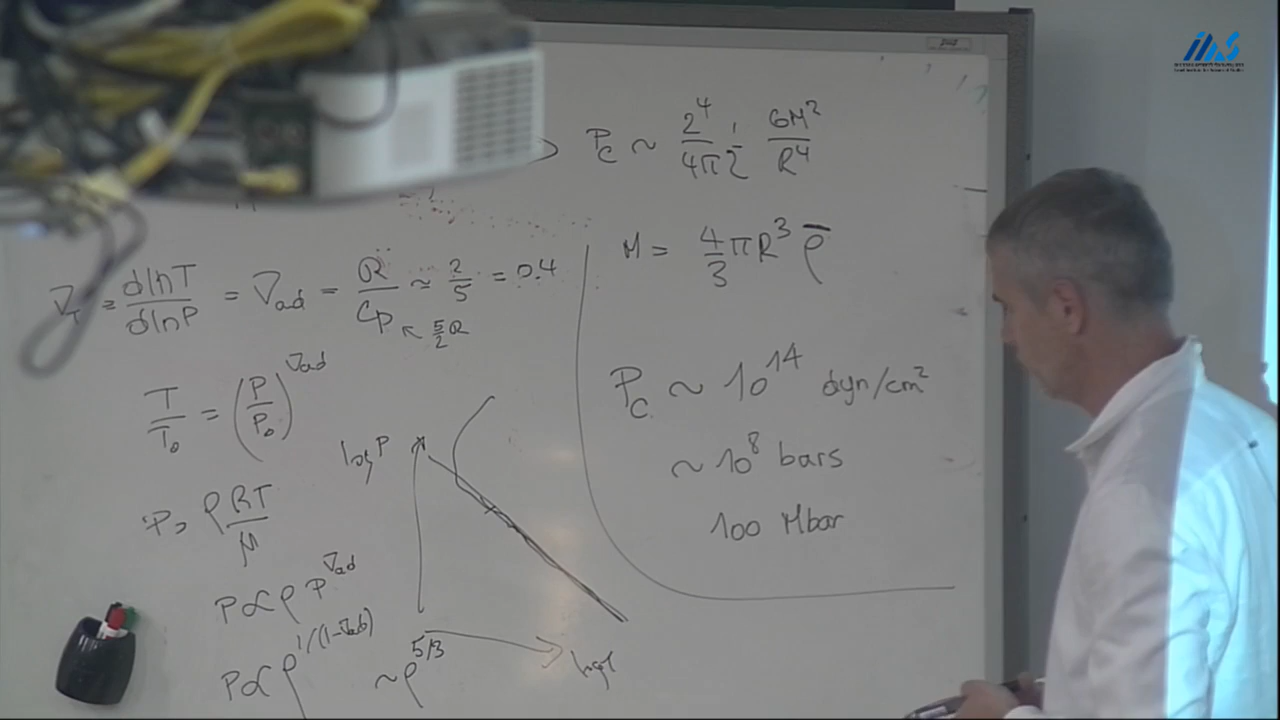 P_c ~ 2^4/4π 1/2 GM^2/R^4
M = 4/3 πR^3 ρ̄
∇_T = dlnT/dlnP = ∇_ad = R/C_P ≈ 2/5 = 0.4
↖ 5/2 R
T/T_0 = (P/P_0)^∇ad
log P
P = ρRT/μ
P ∝ ρ P^∇ad
P ∝ ρ^1/(1-∇ad) ~ρ^5/3
log T
P_c ~ 10^14 dyn/cm^2
~ 10^8 bars
100 Mbar